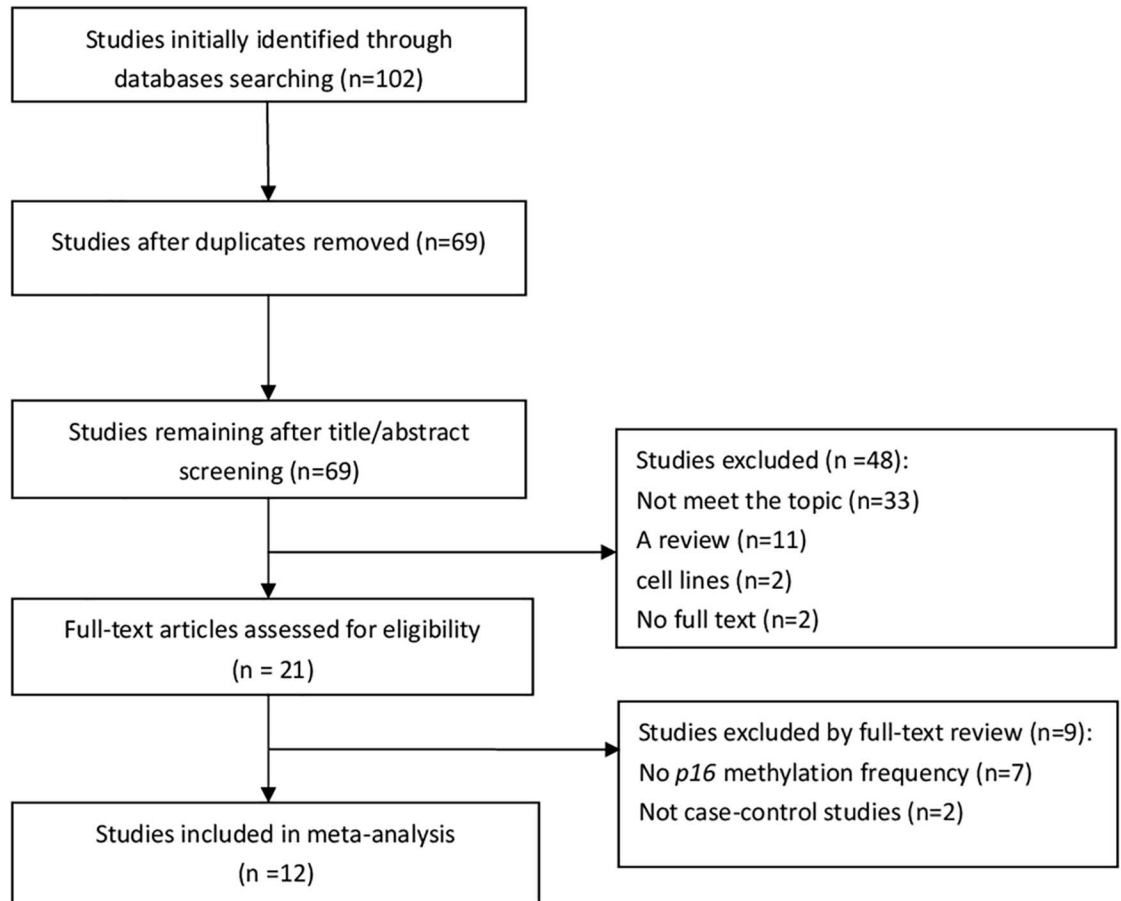 Studies initially identified through
databases searching (n=102)
Studies after duplicates removed (n=69)
Studies remaining after title/abstract
screening (n=69)
Studies excluded (n =48):
Not meet the topic (n=33)
A review (n=11)
cell lines (n=2)
No full text (n=2)
Full-text articles assessed for eligibility
(n = 21)
Studies excluded by full-text review (n=9):
No p16 methylation frequency (n=7)
Not case-control studies (n=2)
Studies included in meta-analysis
(n =12)